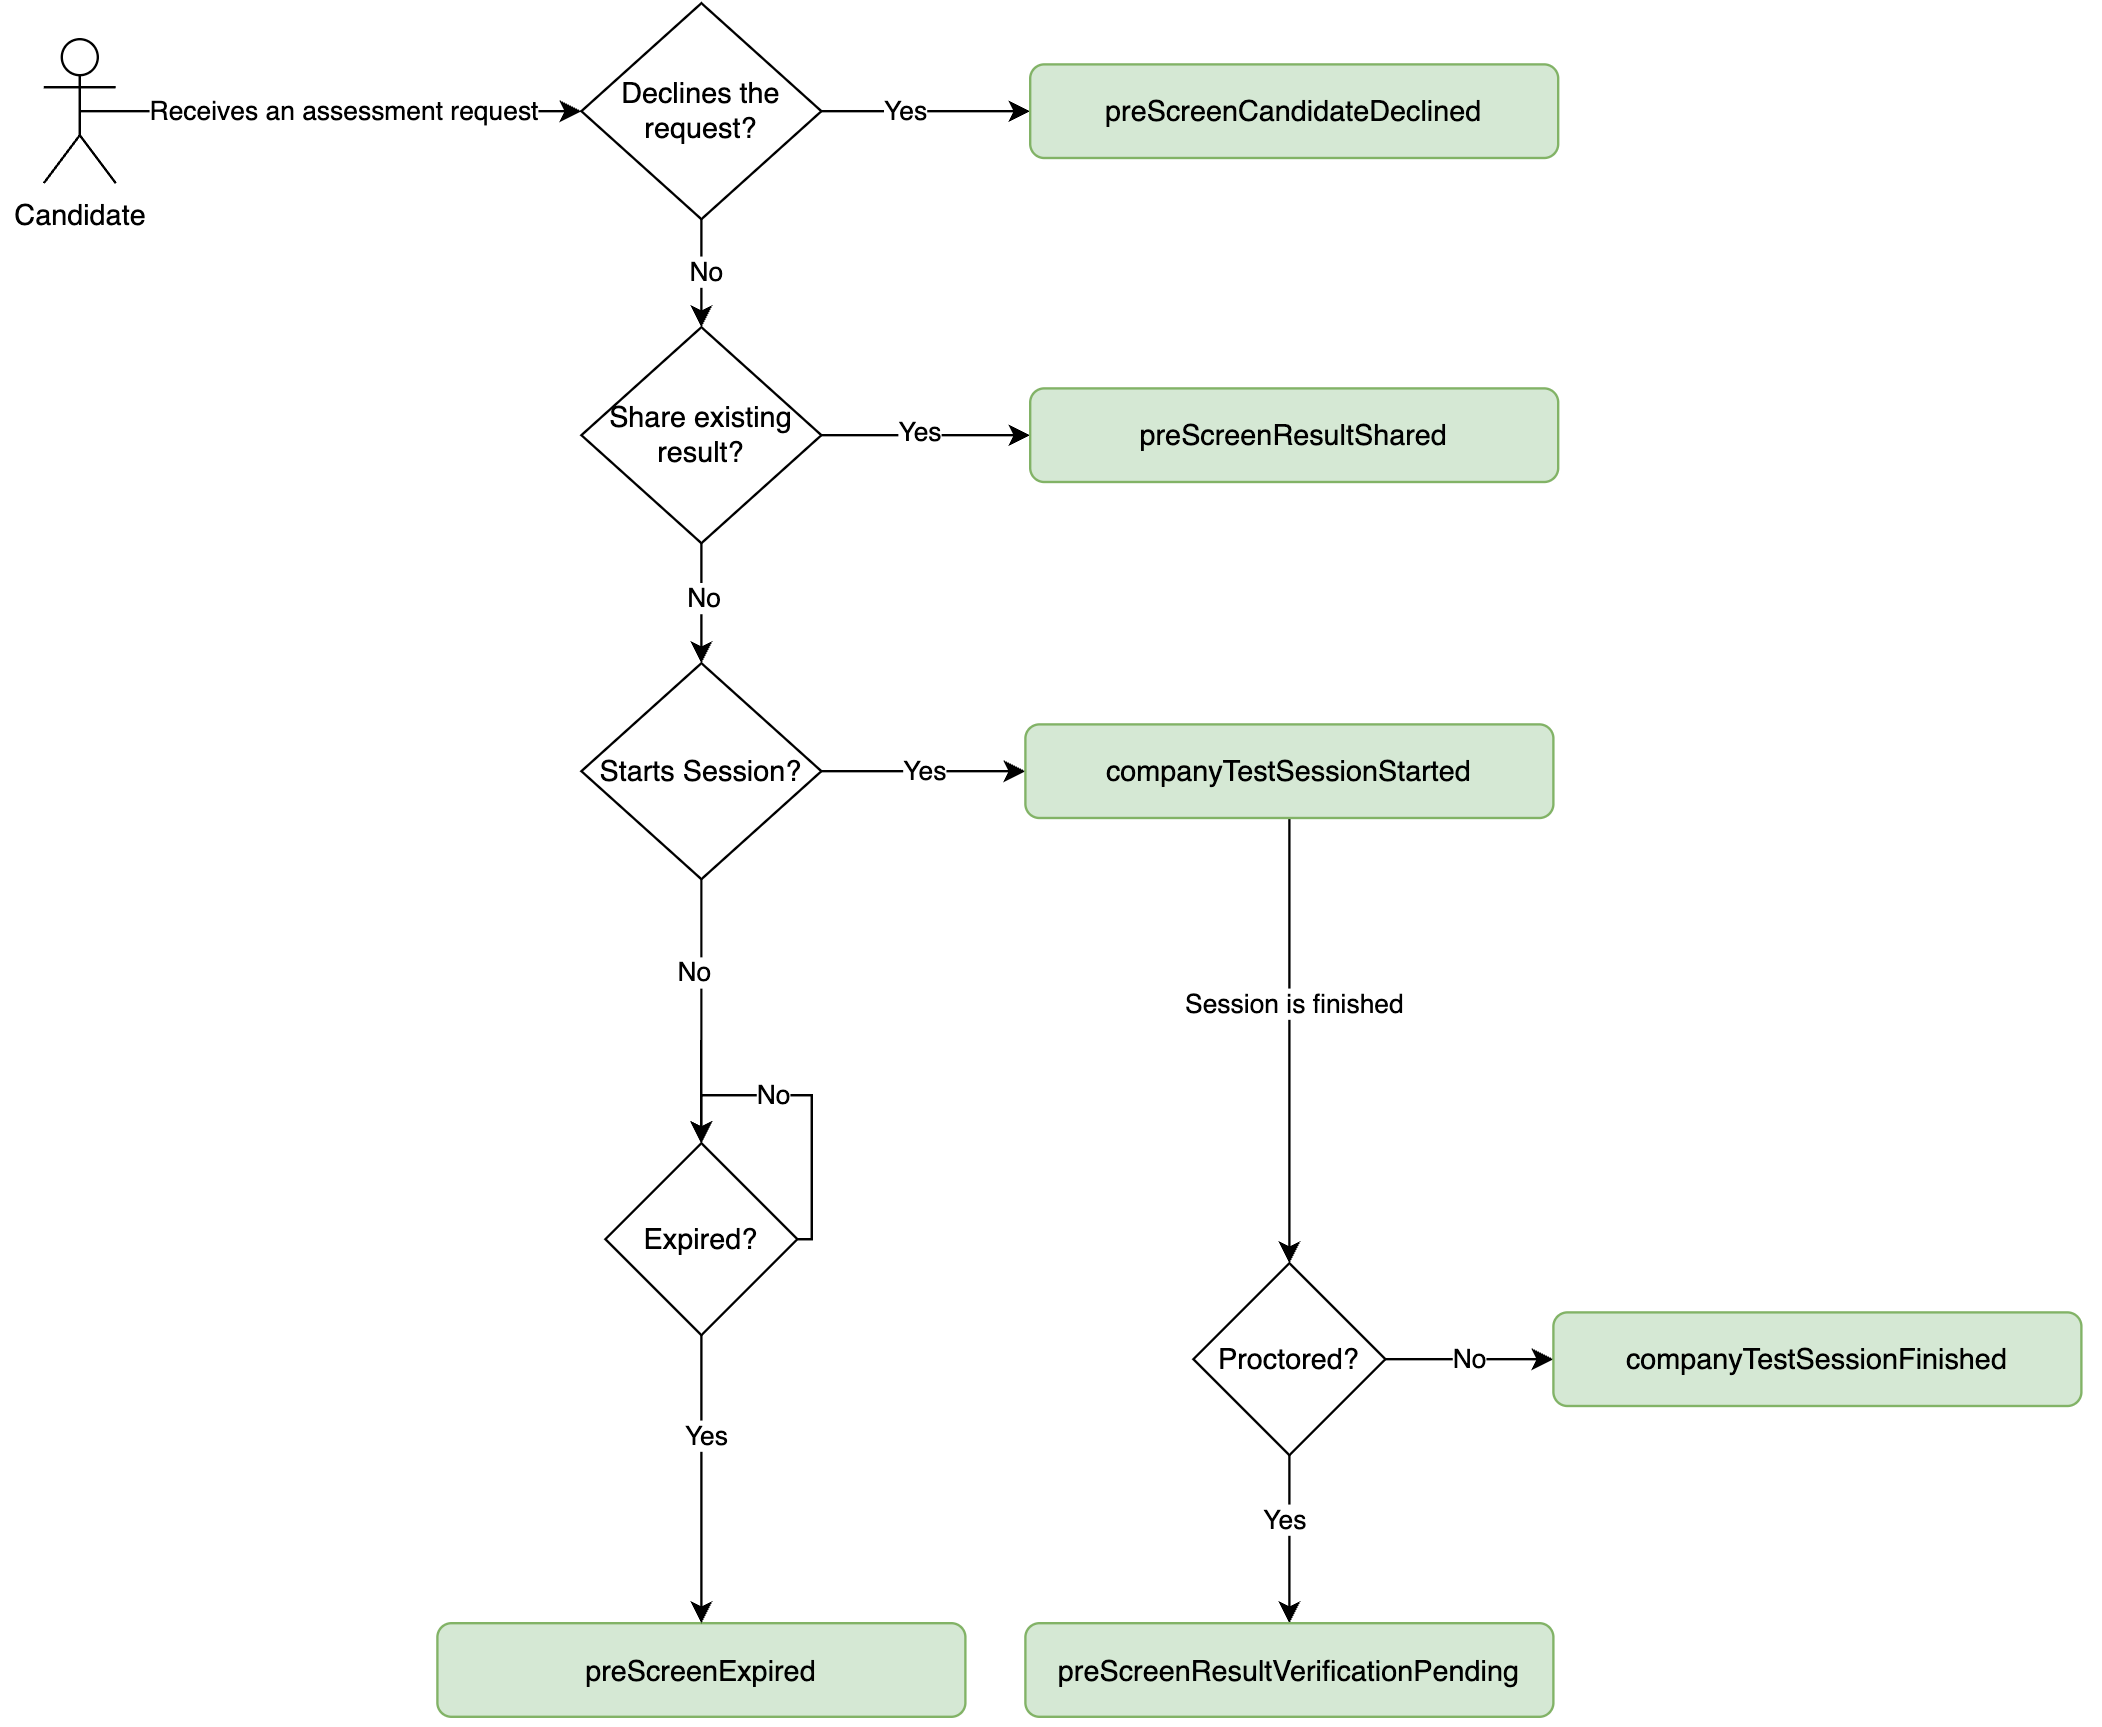 Receives an assessment request
Candidate
Declines the
request?
Yes
preScreenCandidateDeclined
No
Share existing
result?
Yes
preScreenResultShared
No
Starts Session?
Yes
companyTestSessionStarted
No
Session is finished
No
Expired?
Proctored?
No
companyTestSessionFinished
Yes
Yes
preScreenExpired
preScreenResultVerificationPending